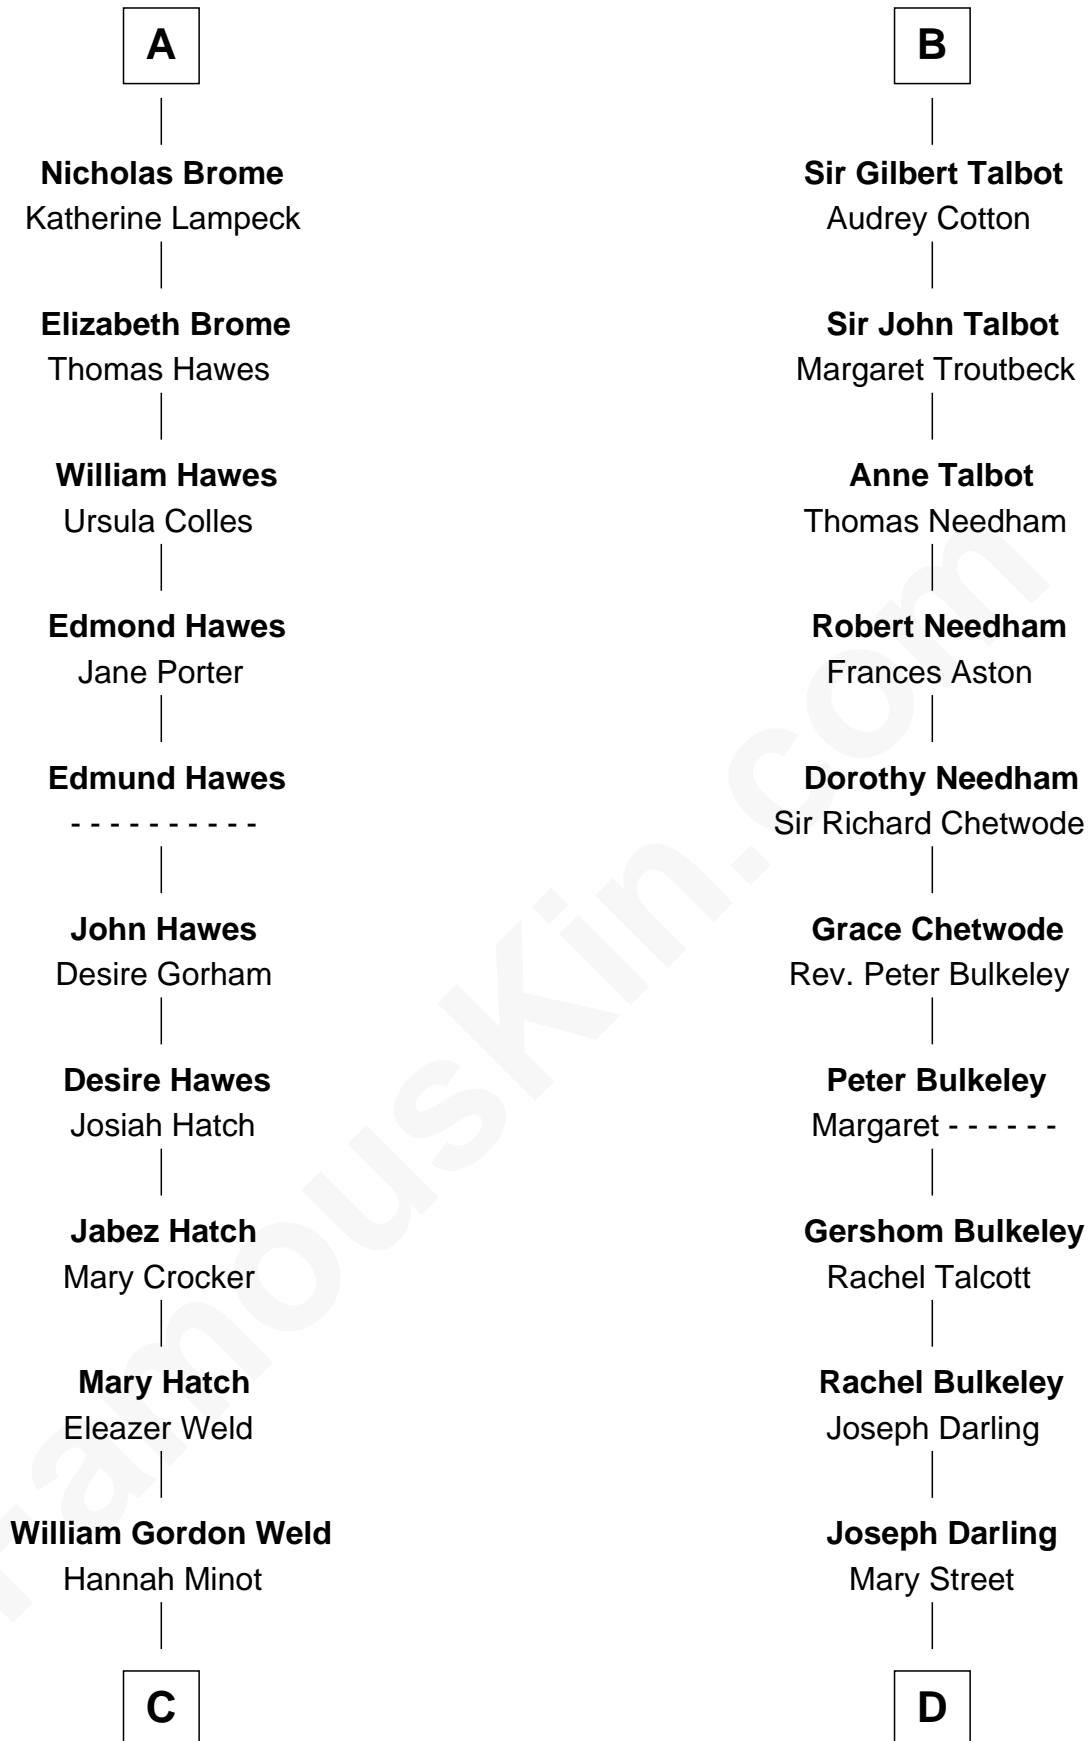 A
Nicholas Brome
Katherine Lampeck
Elizabeth Brome
Thomas Hawes
William Hawes
Ursula Colles
Edmond Hawes
Jane Porter
Edmund Hawes
- - - - - - - - - -
John Hawes
Desire Gorham
Desire Hawes
Josiah Hatch
Jabez Hatch
Mary Crocker
Mary Hatch
Eleazer Weld
William Gordon Weld
Hannah Minot
C
B
Sir Gilbert Talbot
Audrey Cotton
Sir John Talbot
Margaret Troutbeck
Anne Talbot
Thomas Needham
Robert Needham
Frances Aston
Dorothy Needham
Sir Richard Chetwode
Grace Chetwode
Rev. Peter Bulkeley
Peter Bulkeley
Margaret - - - - - -
Gershom Bulkeley
Rachel Talcott
Rachel Bulkeley
Joseph Darling
Joseph Darling
Mary Street
D
FamousKin.com